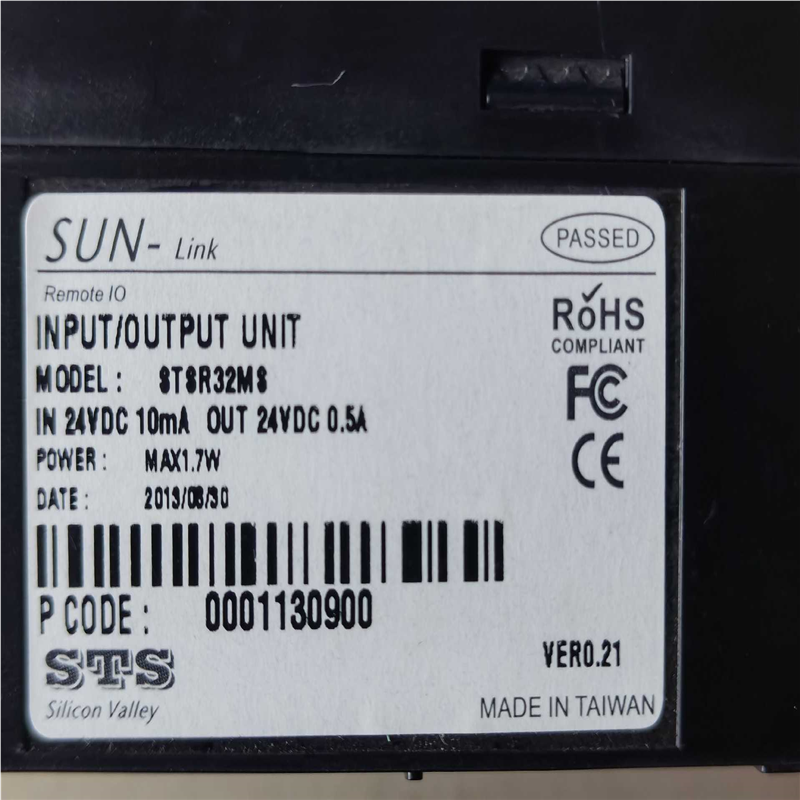 SUN- Link
PASSED
Remote IO
INPUT/OUTPUT UNIT
MODEL: STSR32MS
IN 24VDC 10mA OUT 24VDC 0.5A
POWER: MAX1.7W
DATE: 2013/08/30
RoHS
COMPLIANT
FC
CE
P CODE: 0001130900
STS
Silicon Valley
VER0.21
MADE IN TAIWAN